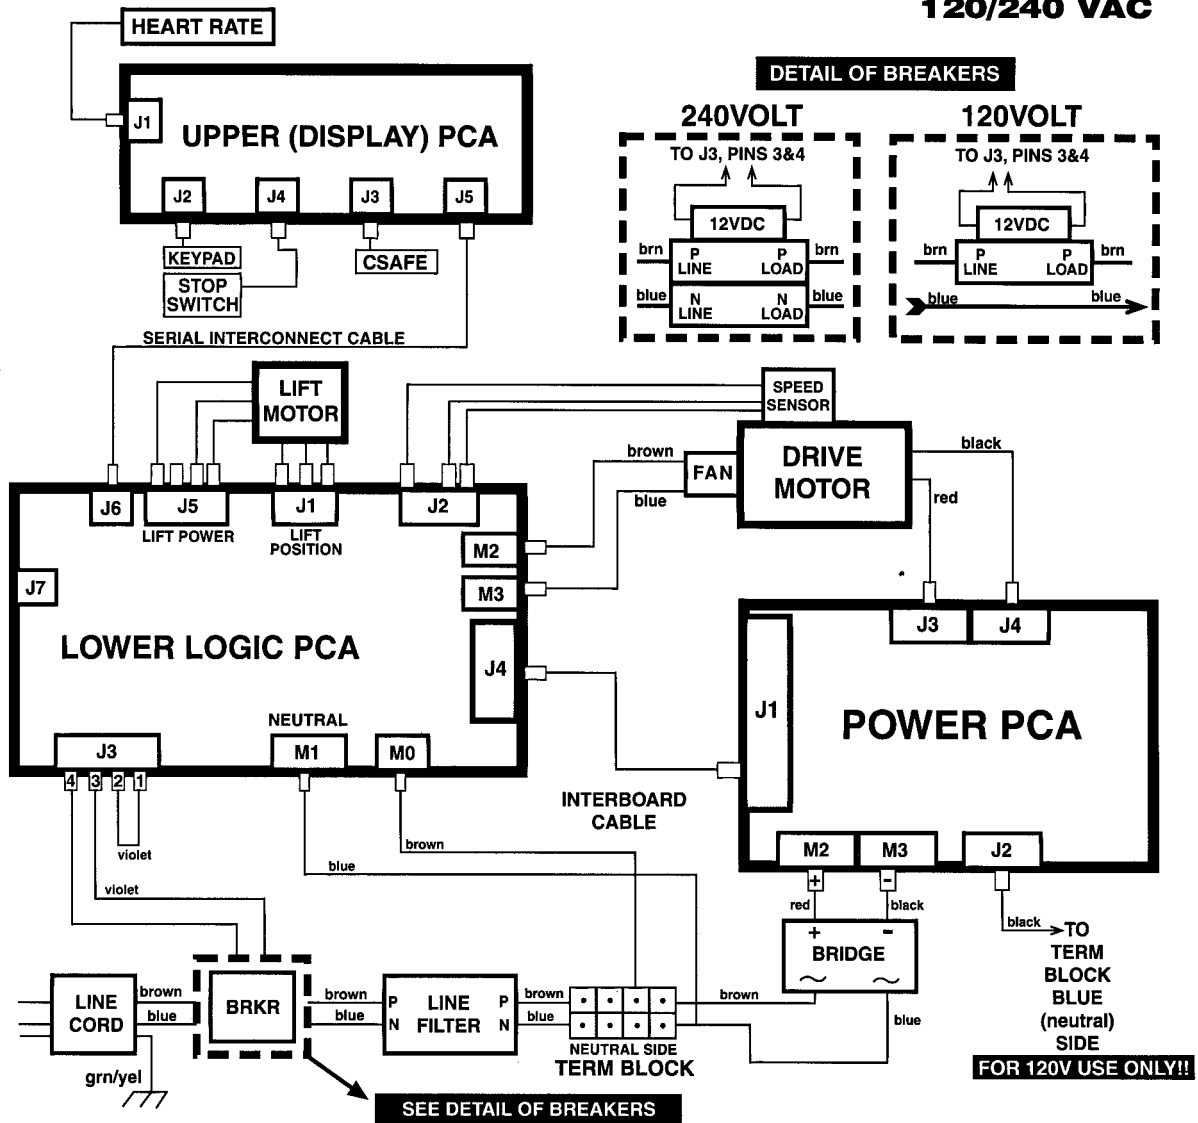 120/240 VAC
HEART RATE
J1
UPPER (DISPLAY) PCA
J2
J4
J3
J5
KEYPAD
STOP
SWITCH
CSAFE
SERIAL INTERCONNECT CABLE
DETAIL OF BREAKERS
240VOLT
TO J3, PINS 3&4
12VDC
brn
P
LINE
P
LOAD
brn
blue
N
LINE
N
LOAD
blue
120VOLT
TO J3, PINS 3&4
12VDC
brn
P
LINE
P
LOAD
brn
blue
blue
LIFT
MOTOR
SPEED
SENSOR
DRIVE
MOTOR
FAN
brown
blue
black
red
J6
J5
LIFT POWER
J1
LIFT
POSITION
J2
M2
M3
J7
J4
LOWER LOGIC PCA
NEUTRAL
J3
M1
M0
4
3
2
1
violet
violet
brown
blue
INTERBOARD
CABLE
J3
J4
J1
POWER PCA
M2
M3
J2
+
-
red
black
+
-
BRIDGE
black
TO
TERM
BLOCK
BLUE
(neutral)
SIDE
FOR 120V USE ONLY!!
LINE
CORD
brown
blue
grn/yel
BRKR
brown
blue
P
N
LINE
FILTER
P
N
brown
blue
NEUTRAL SIDE
TERM BLOCK
brown
blue
SEE DETAIL OF BREAKERS